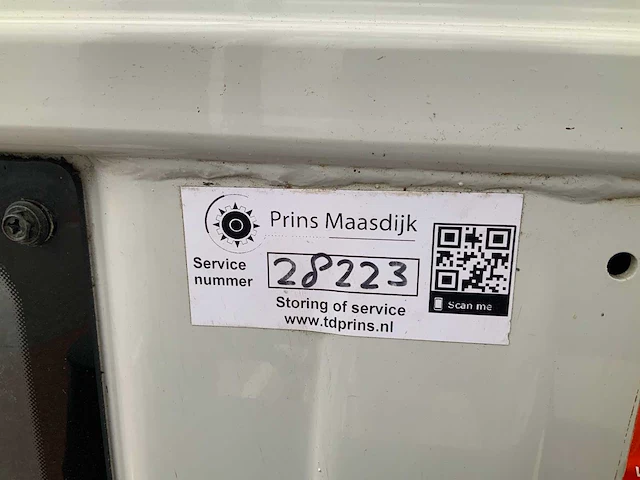 Prins Maasdijk
Service
nummer
28223
Storing of service
www.tdprins.nl
Scan me